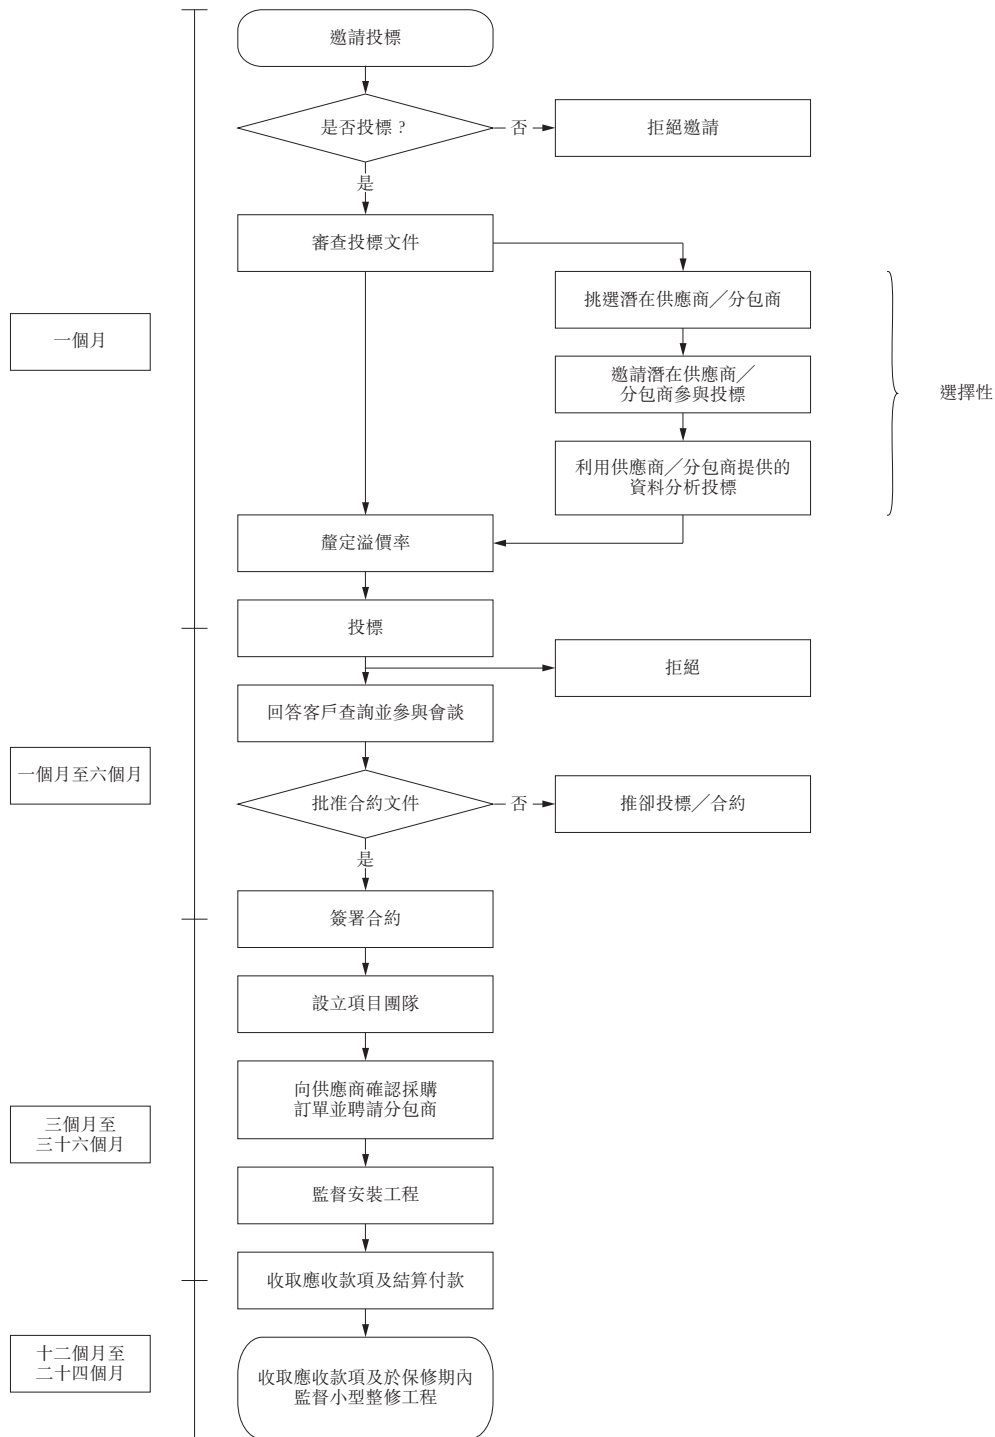 邀請投標
是否投標？
否
拒絕邀請
是
審查投標文件
挑選潛在供應商／分包商
一個月
邀請潛在供應商／
分包商參與投標
選擇性
利用供應商／分包商提供的
資料分析投標
釐定溢價率
投標
拒絕
回答客戶查詢並參與會談
一個月至六個月
批准合約文件
否
推卻投標／合約
是
簽署合約
設立項目團隊
向供應商確認採購
訂單並聘請分包商
三個月至
三十六個月
監督安裝工程
收取應收款項及結算付款
十二個月至
二十四個月
收取應收款項及於保修期內
監督小型整修工程